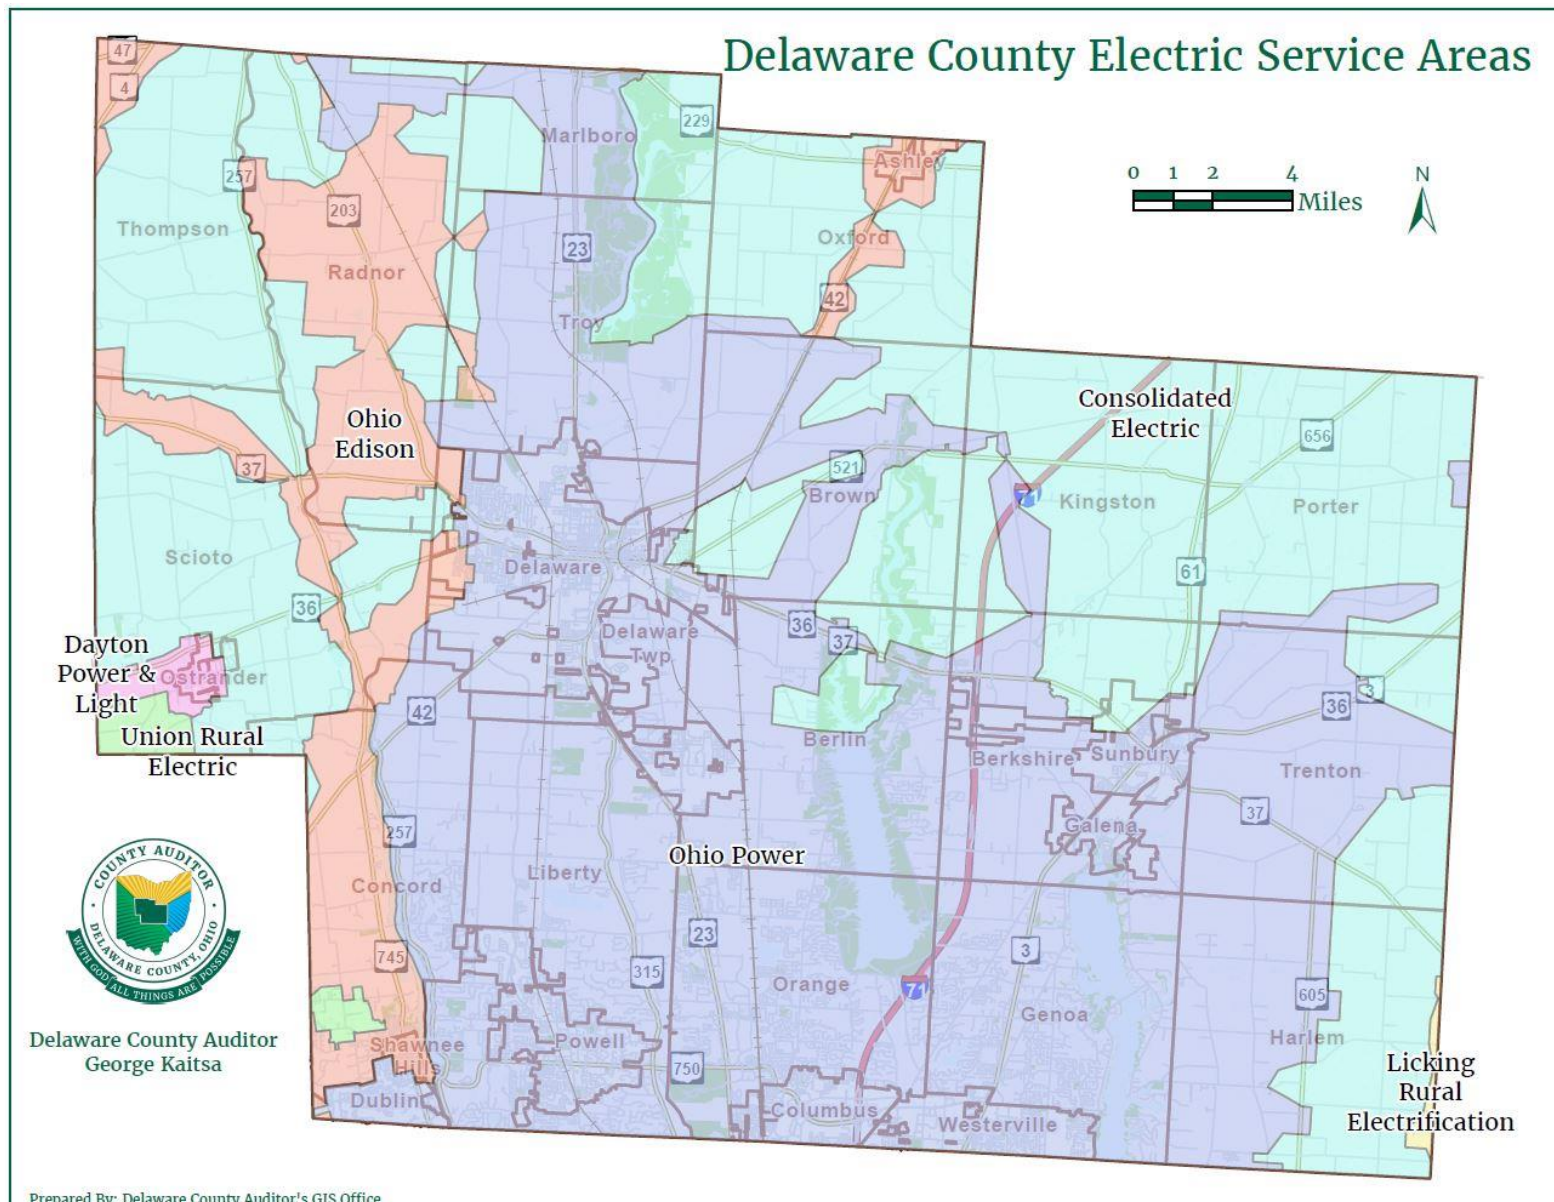 Delaware County Electric Service Areas
47
4
229
Marlboro
Ashley
0 1 2 4
Miles
N
257
203
Thompson
Radnor
23
Oxford
42
Troy
Consolidated
Electric
Ohio
Edison
656
37
521
Brown
71
Kingston
Porter
Scioto
Delaware
61
36
Delaware
Twp
36
37
Dayton
Power &
Light
Ostrander
3
36
42
Union Rural
Electric
Berlin
Berkshire
Sunbury
Trenton
37
257
Galena
Ohio Power
Liberty
Concord
COUNTY AUDITOR
DELAWARE COUNTY, OHIO
WITH GOD ALL THINGS ARE POSSIBLE
23
3
745
315
Orange
71
605
Genoa
Harlem
Delaware County Auditor
George Kaitsa
Shawnee
Hills
Powell
750
Licking
Rural
Electrification
Dublin
Columbus
Westerville
Prepared By: Delaware County Auditor's GIS Office